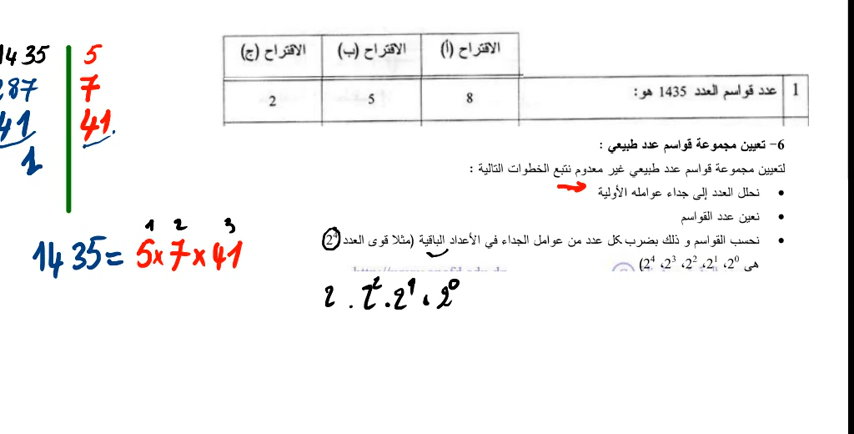 1435 5
287 7
41 41
1
1435 = 5 x 7 x 41
1 2 3
الاقتراح (أ) الاقتراح (ب) الاقتراح (ج)
1 عدد قواسم العدد 1435 هو: 8 5 2
6- تعيين مجموعة قواسم عدد طبيعي :
لتعيين مجموعة قواسم عدد طبيعي غير معدوم نتبع الخطوات التالية :
• نحلل العدد إلى جداء عوامله الأولية
• نعين عدد القواسم
• نحسب القواسم و ذلك بضرب كل عدد من عوامل الجداء في الأعداد الباقية (مثلا قوى العدد 2⁴
هي 2⁰، 2¹، 2²، 2³، 2⁴)
2 . 2² . 2¹ ، 2⁰